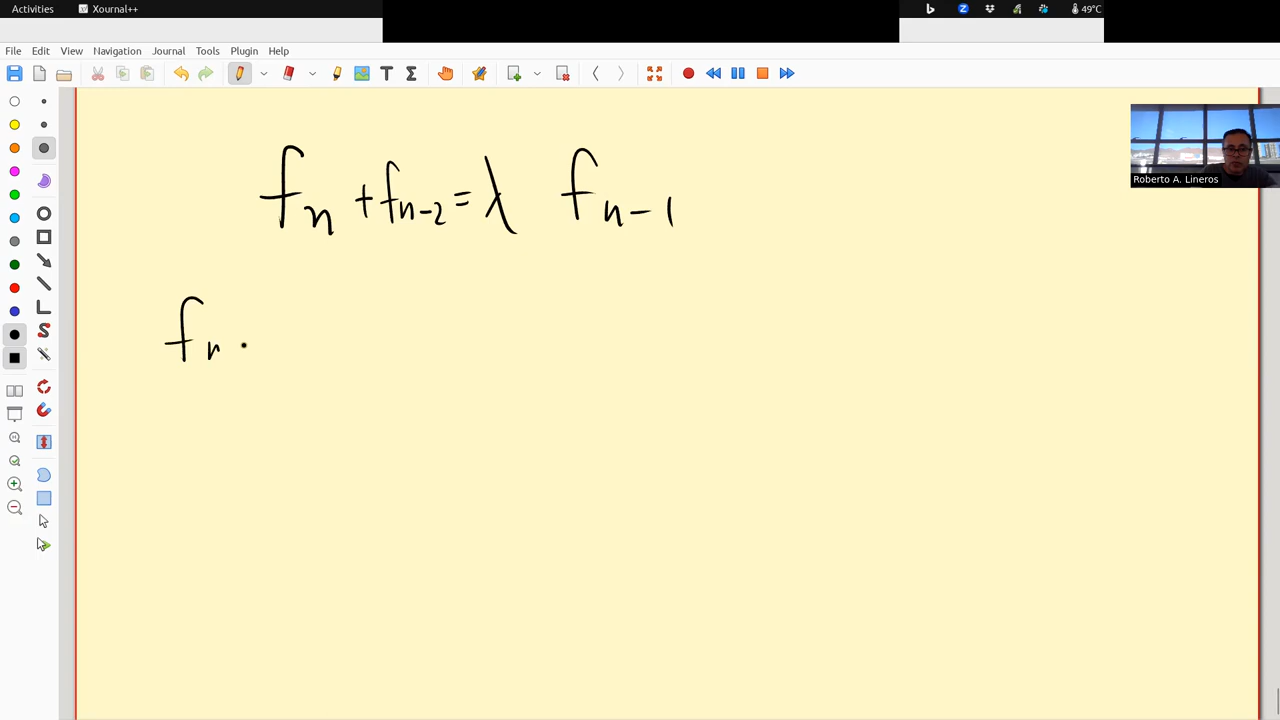 Activities Xournal++ 49°C
File Edit View Navigation Journal Tools Plugin Help
fn + fn-2 = λ fn-1
Roberto A. Lineros
fn